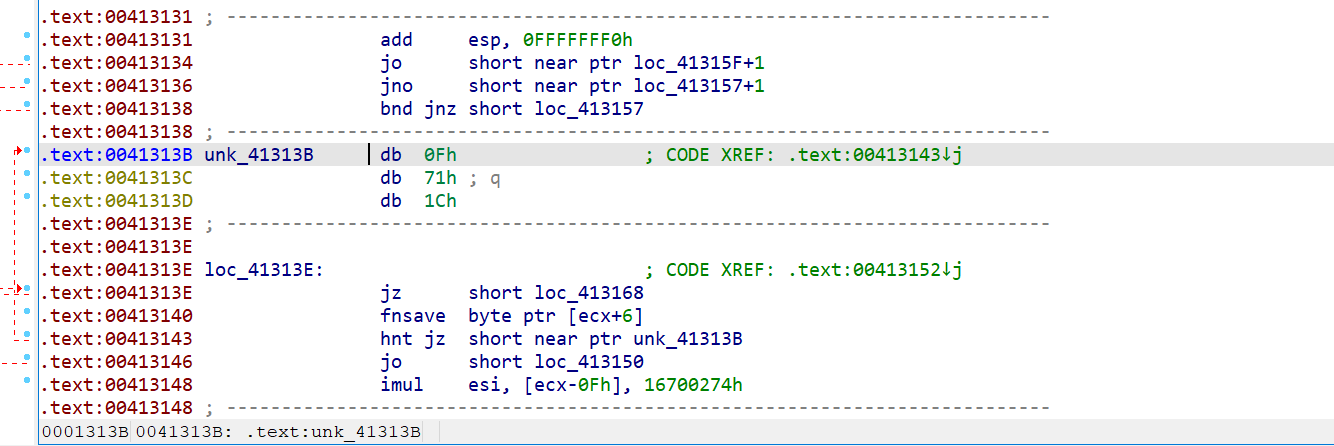 .text:00413131 ; ---------------------------------------------------------------------------
.text:00413131                 add     esp, 0FFFFFFF0h
.text:00413134                 jo      short near ptr loc_41315F+1
.text:00413136                 jno     short near ptr loc_413157+1
.text:00413138                 bnd jnz short loc_413157
.text:00413138 ; ---------------------------------------------------------------------------
.text:0041313B unk_41313B      db  0Fh                 ; CODE XREF: .text:00413143↓j
.text:0041313C                 db  71h ; q
.text:0041313D                 db  1Ch
.text:0041313E ; ---------------------------------------------------------------------------
.text:0041313E
.text:0041313E loc_41313E:                             ; CODE XREF: .text:00413152↓j
.text:0041313E                 jz      short loc_413168
.text:00413140                 fnsave  byte ptr [ecx+6]
.text:00413143                 hnt jz  short near ptr unk_41313B
.text:00413146                 jo      short loc_413150
.text:00413148                 imul    esi, [ecx-0Fh], 16700274h
.text:00413148 ; ---------------------------------------------------------------------------
0001313B 0041313B: .text:unk_41313B